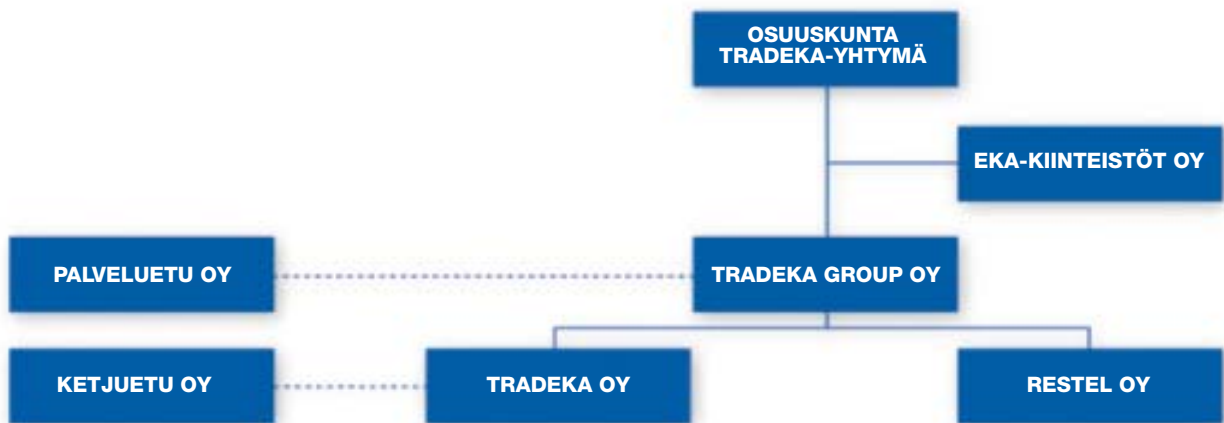 OSUUSKUNTA
TRADEKA-YHTYMÄ
EKA-KIINTEISTÖT OY
PALVELUETU OY
TRADEKA GROUP OY
KETJUETU OY
TRADEKA OY
RESTEL OY